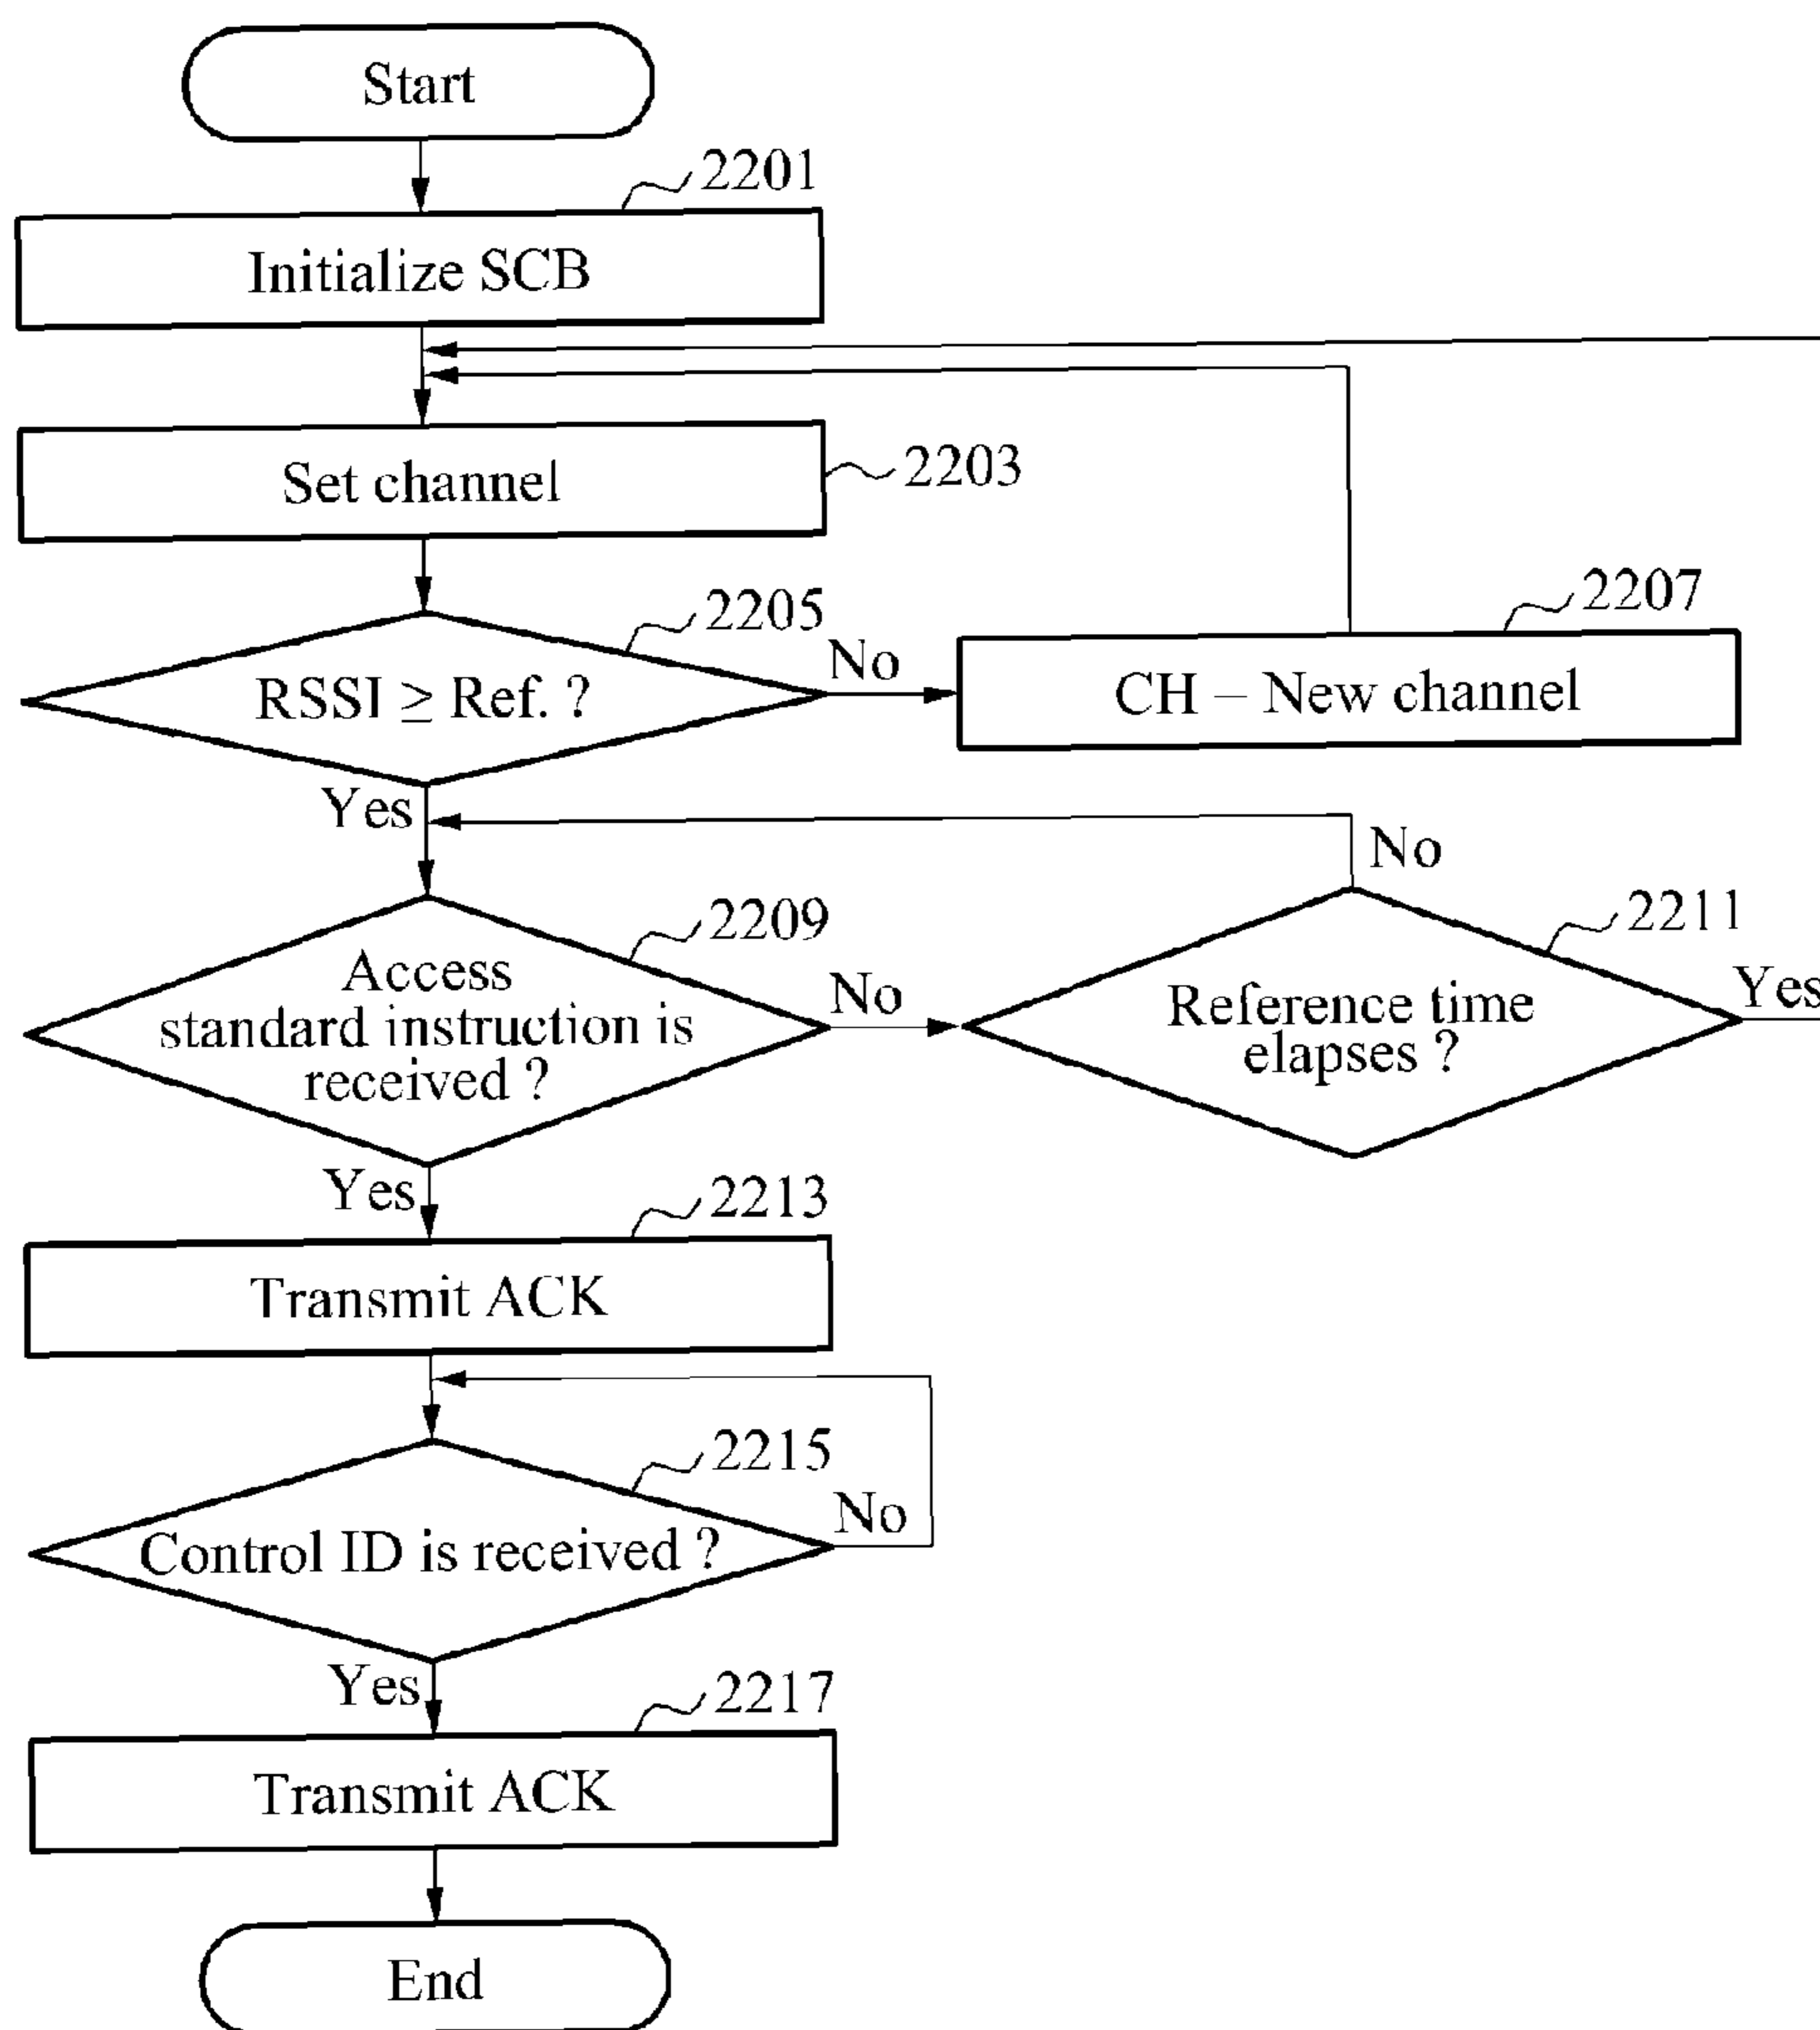 Start
2201
Initialize SCB
Set channel
2203
2205
RSSI ≥ Ref. ?
No
2207
CH – New channel
Yes
No
2209
Access
standard instruction is
received ?
No
2211
Reference time
elapses ?
Yes
Yes
2213
Transmit ACK
2215
Control ID is received ?
No
Yes
2217
Transmit ACK
End